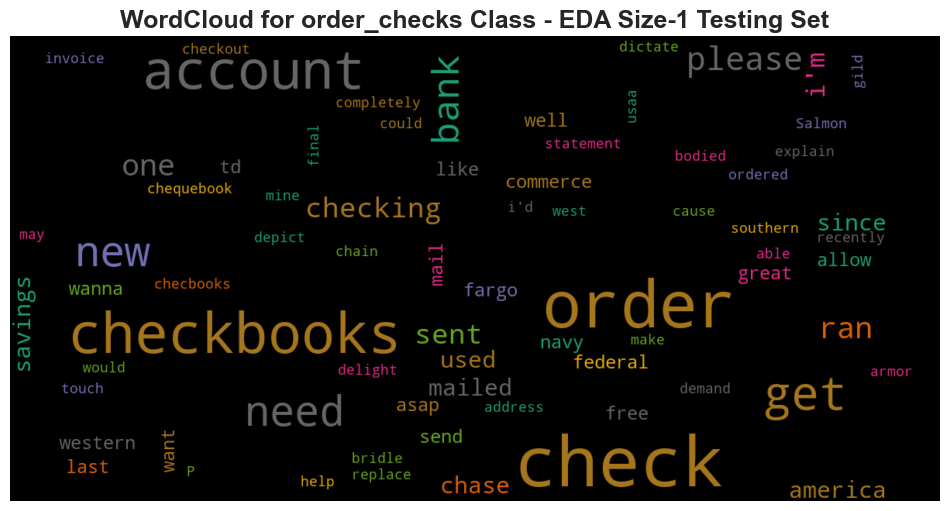 WordCloud for order_checks Class - EDA Size-1 Testing Set
invoice
checkout
account
completely
could
bank
dictate
please
i'm
gild
usaa
Salmon
well
final
statement
bodied
explain
one
td
like
ordered
chequebook
mine
commerce
checking
i'd
west
cause
southern
since
recently
may
new
depict
chain
mail
able
allow
great
wanna
checbooks
fargo
savings
checkbooks
order
sent
navy
make
ran
used
federal
would
delight
touch
mailed
demand
armor
need
asap
address
free
get
western
want
send
check
last
P
bridle
replace
help
chase
america